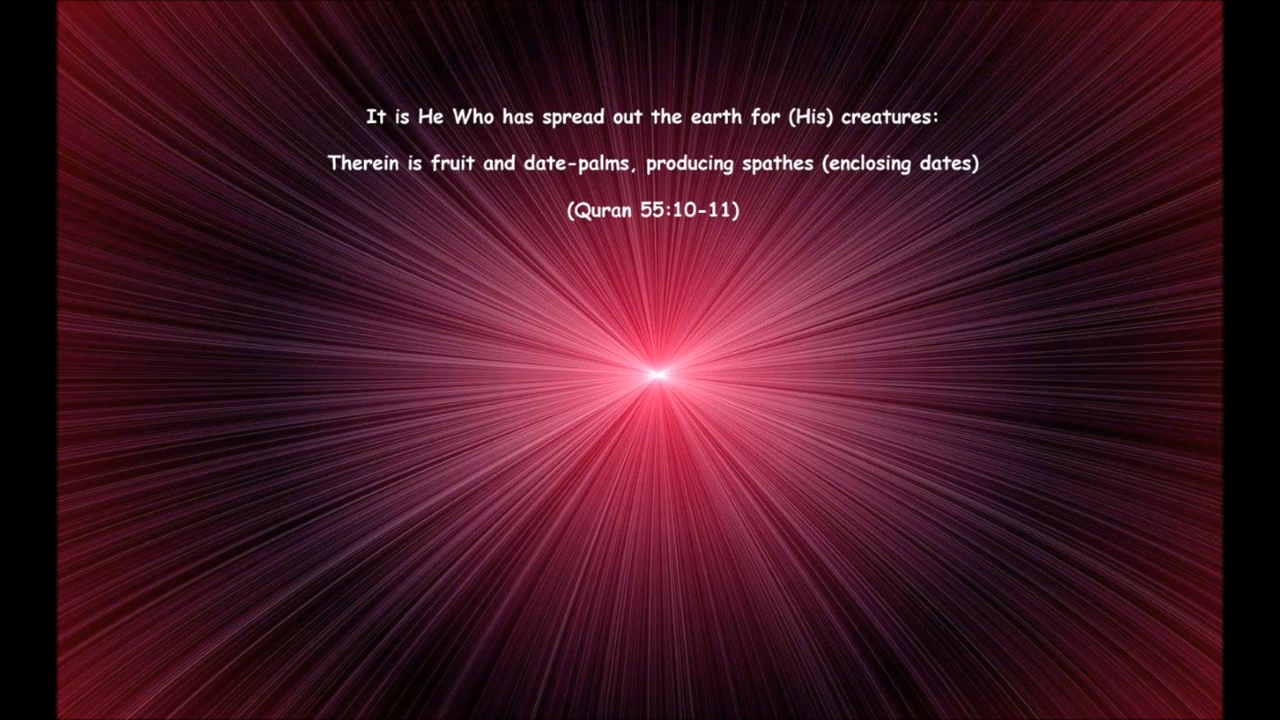 It is He Who has spread out the earth for (His) creatures:
Therein is fruit and date-palms, producing spathes (enclosing dates)
(Quran 55:10-11)